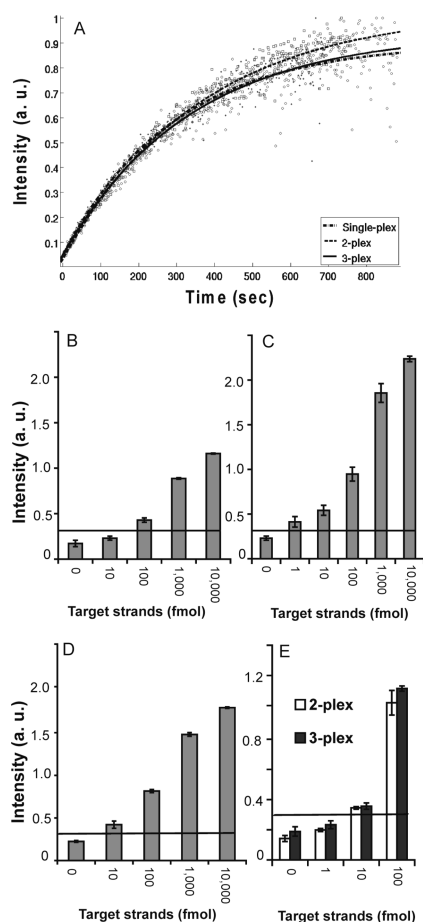 A
Intensity (a. u.)
1
0.9
0.8
0.7
0.6
0.5
0.4
0.3
0.2
0.1
0 100 200 300 400 500 600 700 800
Time (sec)
Single-plex
2-plex
3-plex
B
Intensity (a. u.)
2.0
1.0
0.5
0
0 10 100 1,000 10,000
Target strands (fmol)
C
2.0
1.0
0.5
0
0 1 10 100 1,000 10,000
Target strands (fmol)
D
Intensity (a. u.)
2.0
1.5
1.0
0.5
0
0 10 100 1,000 10,000
Target strands (fmol)
E
1.2
0.8
0.4
0
2-plex
3-plex
0 1 10 100
Target strands (fmol)